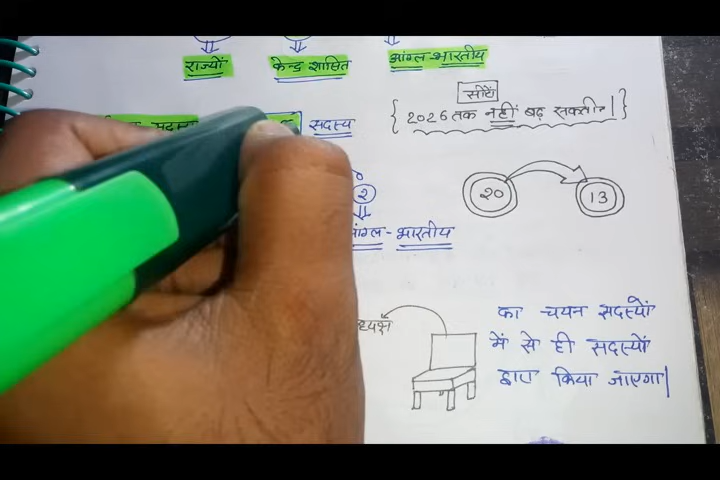 राज्यों केन्द्र शासित आंग्ल-भारतीय
सीटें
{2026 तक नहीं बढ़ सकती।}
सदस्य
2
20 13
आंग्ल-भारतीय
का चयन सदस्यों
में से ही सदस्यों
द्वारा किया जाएगा।